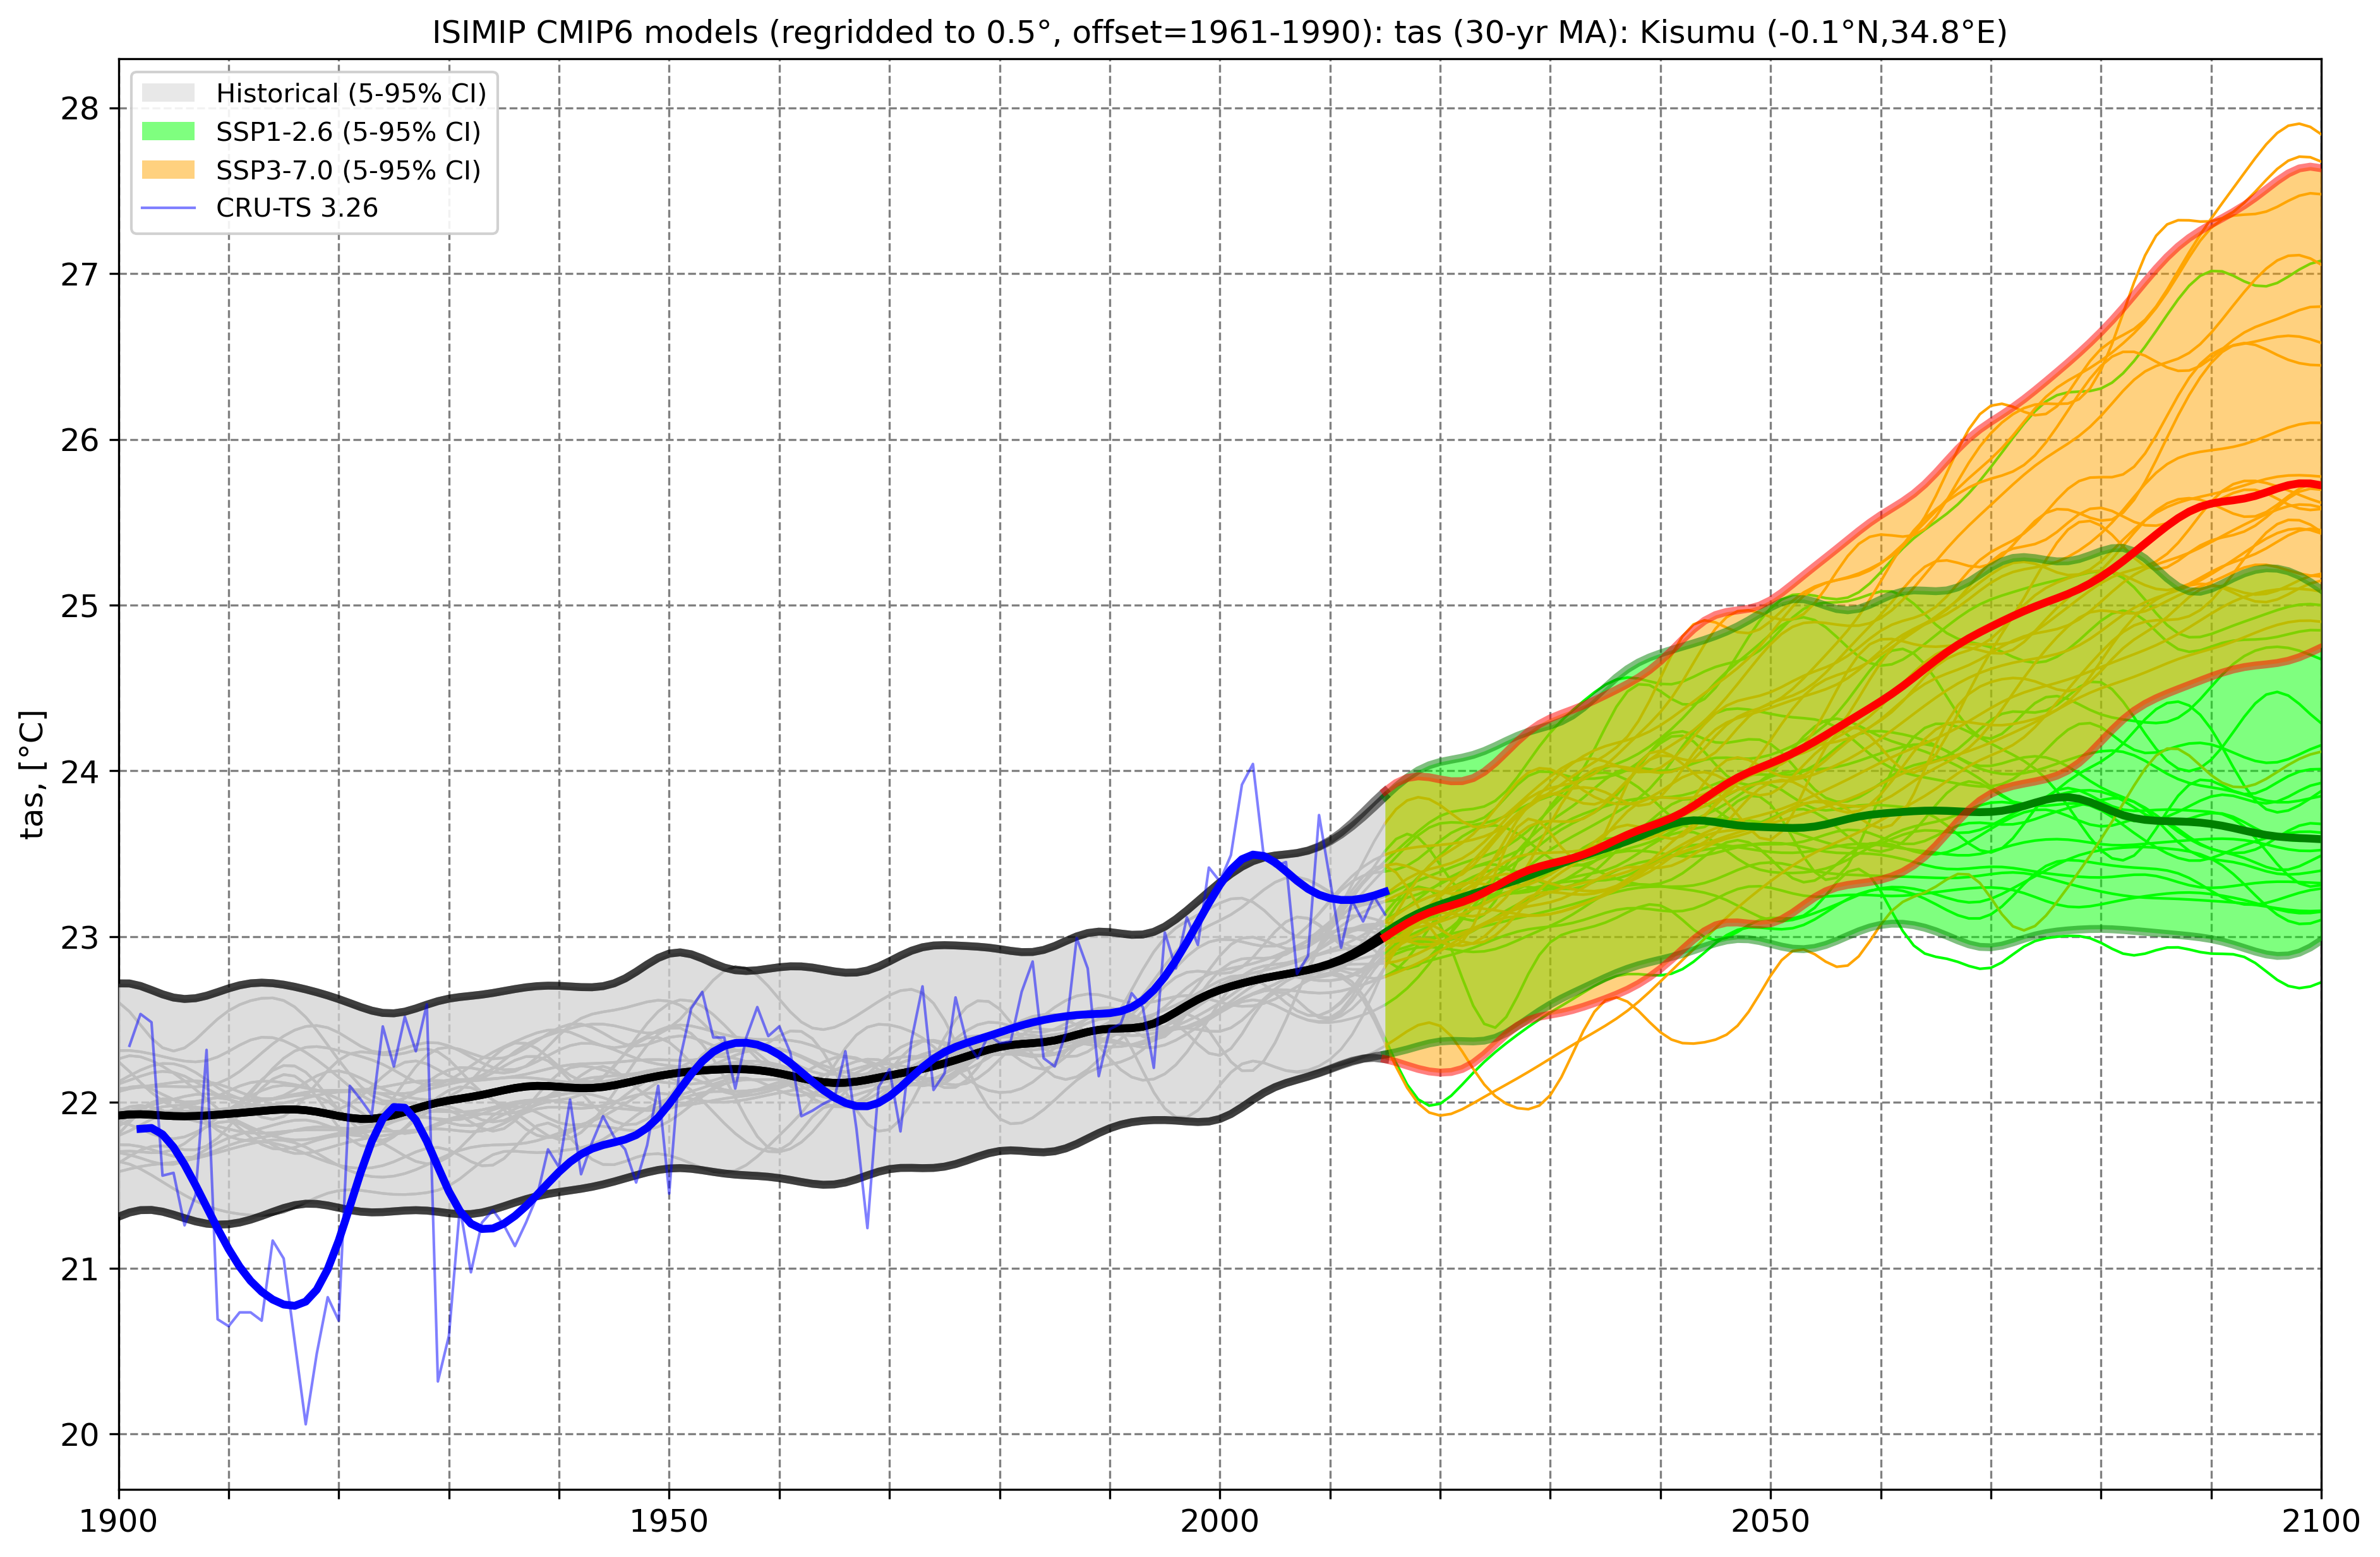 ISIMIP CMIP6 models (regridded to 0.5°, offset=1961-1990): tas (30-yr MA): Kisumu (-0.1°N,34.8°E)
Historical (5-95% CI)
SSP1-2.6 (5-95% CI)
SSP3-7.0 (5-95% CI)
CRU-TS 3.26
28
27
26
25
24
23
22
21
20
tas, [°C]
1900 1950 2000 2050 2100